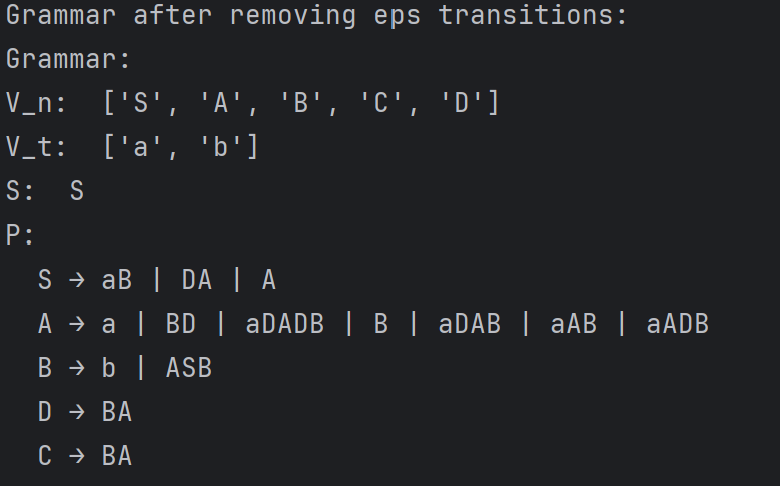 Grammar after removing eps transitions:
Grammar:
V_n:  ['S', 'A', 'B', 'C', 'D']
V_t:  ['a', 'b']
S:  S
P:
  S → aB | DA | A
  A → a | BD | aDADB | B | aDAB | aAB | aADB
  B → b | ASB
  D → BA
  C → BA